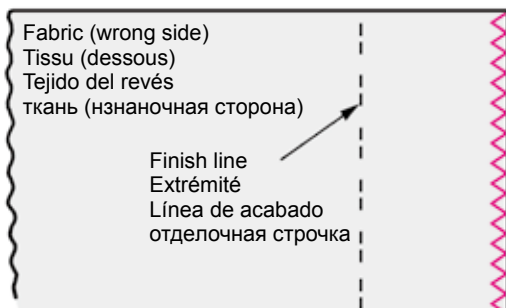 Fabric (wrong side)
Tissu (dessous)
Tejido del revés
ткань (нзнаночная сторона)
Finish line
Extrémité
Línea de acabado
отделочная строчка